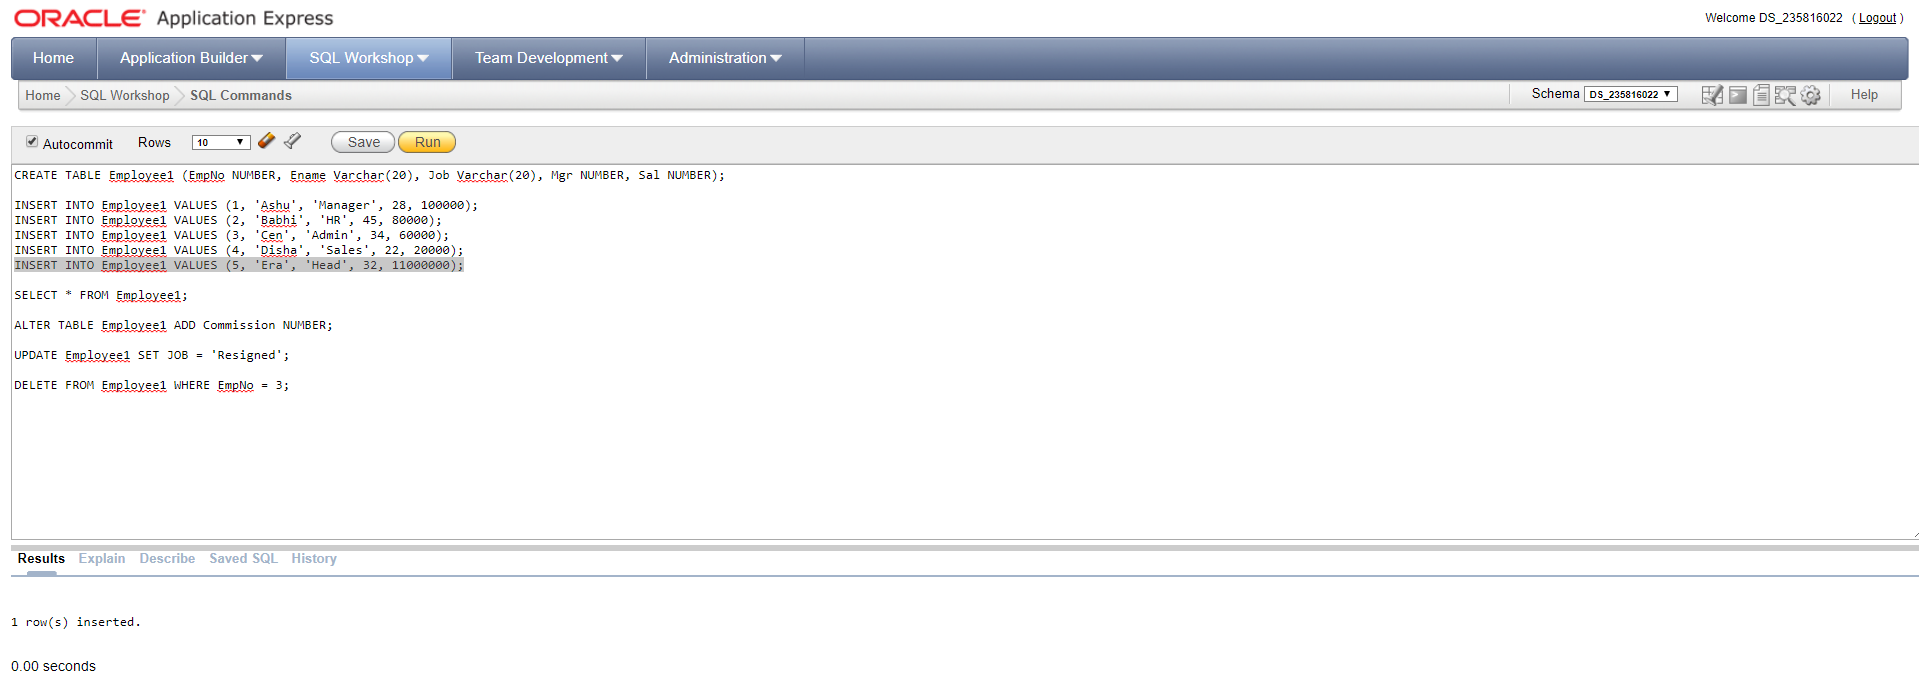 ORACLE Application Express
Welcome DS_235816022 ( Logout )
Home Application Builder SQL Workshop Team Development Administration
Home SQL Workshop SQL Commands Schema DS_235816022 Help
Autocommit Rows 10 Save Run
CREATE TABLE Employee1 (EmpNo NUMBER, Ename Varchar(20), Job Varchar(20), Mgr NUMBER, Sal NUMBER);
INSERT INTO Employee1 VALUES (1, 'Ashu', 'Manager', 28, 100000);
INSERT INTO Employee1 VALUES (2, 'Babhi', 'HR', 45, 80000);
INSERT INTO Employee1 VALUES (3, 'Cen', 'Admin', 34, 60000);
INSERT INTO Employee1 VALUES (4, 'Disha', 'Sales', 22, 20000);
INSERT INTO Employee1 VALUES (5, 'Era', 'Head', 32, 11000000);
SELECT * FROM Employee1;
ALTER TABLE Employee1 ADD Commission NUMBER;
UPDATE Employee1 SET JOB = 'Resigned';
DELETE FROM Employee1 WHERE EmpNo = 3;
Results Explain Describe Saved SQL History
1 row(s) inserted.
0.00 seconds